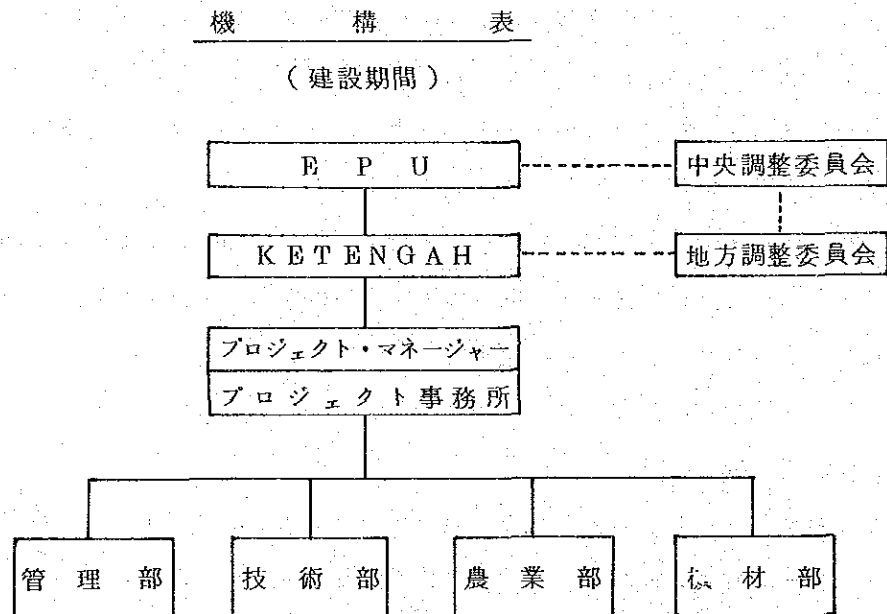 機構表
（建設期間）
EPU
中央調整委員会
KETENGAH
地方調整委員会
プロジェクト・マネージャー
プロジェクト事務所
管理部
技術部
農業部
材部